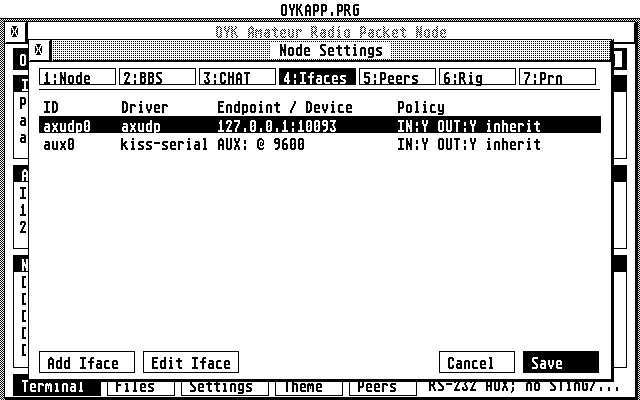 OYKAPP.PRG
OYK Amateur Radio Packet Node
Node Settings
1:Node 2:BBS 3:CHAT 4:Ifaces 5:Peers 6:Rig 7:Prn
ID Driver Endpoint / Device Policy
axudp0 axudp 127.0.0.1:10093 IN:Y OUT:Y inherit
aux0 kiss-serial AUX: @ 9600 IN:Y OUT:Y inherit
Add Iface Edit Iface Cancel Save
Terminal Files Settings Theme Peers RS-232 AUX; no STinG/...